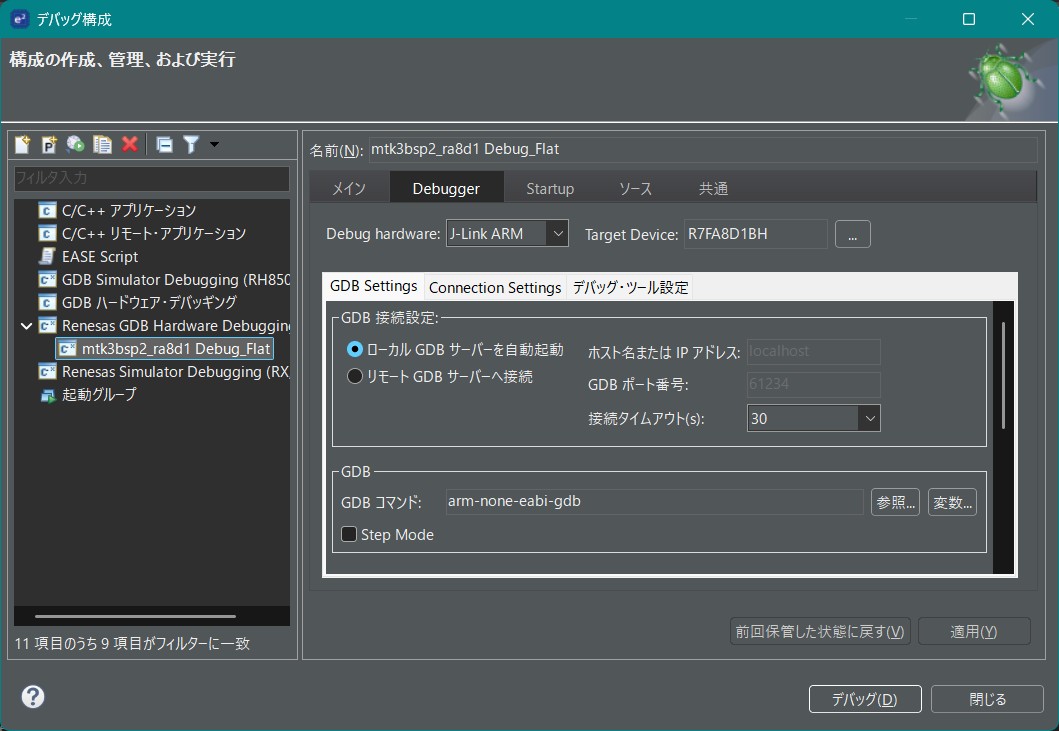 e² デバッグ構成
構成の作成、管理、および実行
フィルタ入力
C/C++ アプリケーション
C/C++ リモート・アプリケーション
EASE Script
GDB Simulator Debugging (RH850
GDB ハードウェア・デバッギング
Renesas GDB Hardware Debugging
mtk3bsp2_ra8d1 Debug_Flat
Renesas Simulator Debugging (RX,
起動グループ
11 項目のうち 9 項目がフィルターに一致
名前(N): mtk3bsp2_ra8d1 Debug_Flat
メイン Debugger Startup ソース 共通
Debug hardware: J-Link ARM Target Device: R7FA8D1BH ...
GDB Settings Connection Settings デバッグ・ツール設定
GDB 接続設定:
ローカル GDB サーバーを自動起動
リモート GDB サーバーへ接続
ホスト名または IP アドレス: localhost
GDB ポート番号: 61234
接続タイムアウト(s): 30
GDB
GDB コマンド: arm-none-eabi-gdb 参照... 変数...
Step Mode
前回保管した状態に戻す(V) 適用(Y)
? デバッグ(D) 閉じる